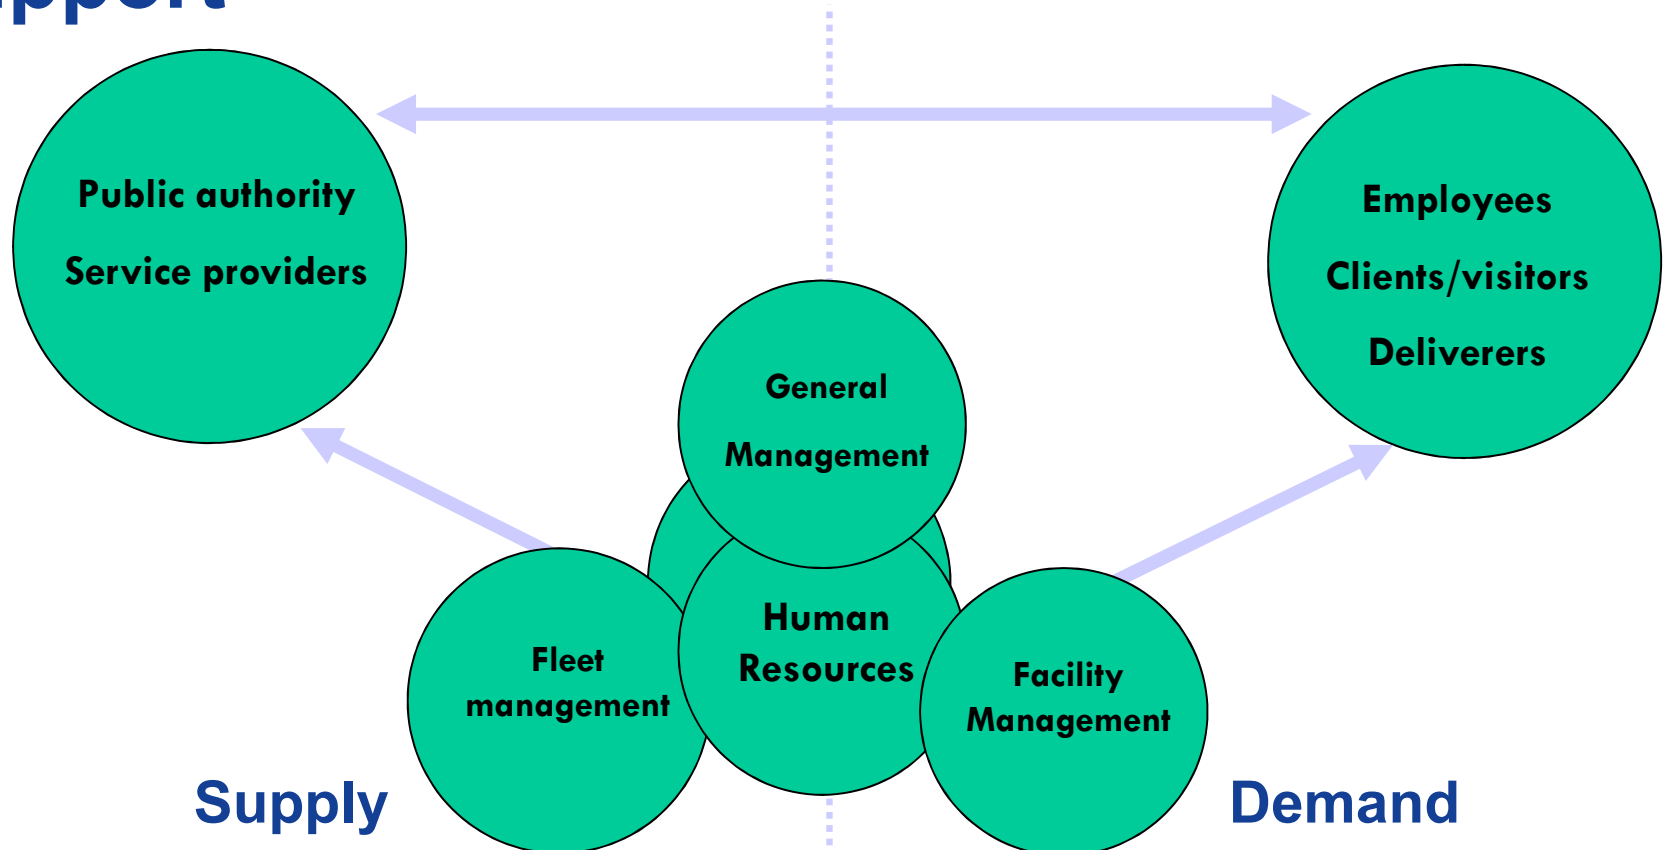 Public authority
Service providers
Employees
Clients/visitors
Deliverers
General
Management
Human
Resources
Fleet
management
Facility
Management
Supply
Demand